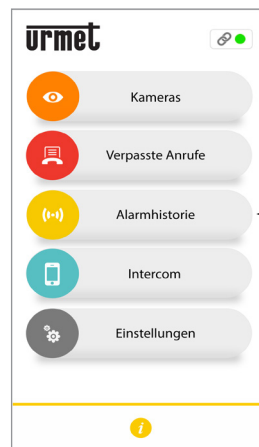 urmet
Kameras
Verpasste Anrufe
Alarmhistorie
Intercom
Einstellungen
i